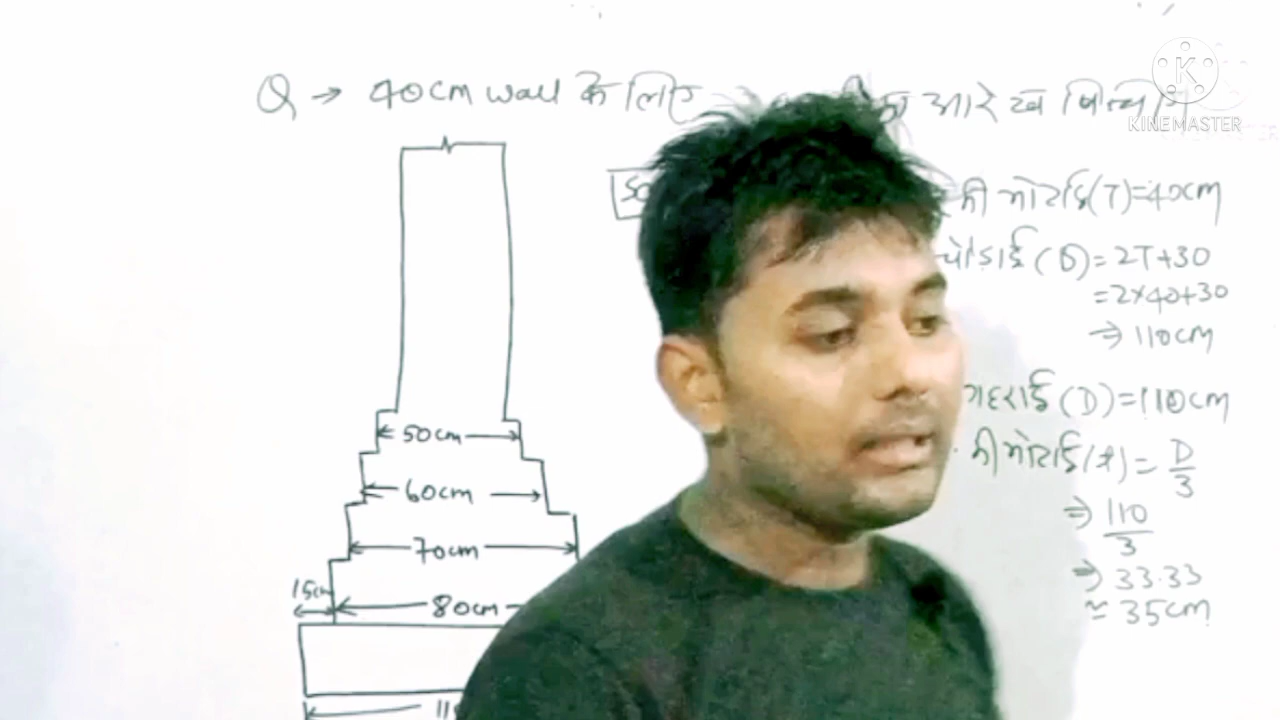 Q → 40cm wall के लिए
KINEMASTER
की मोटाई (T) = 40cm
(B) = 2T+30
= 2×40+30
⇒ 110cm
गहराई (D) = 110cm
की मोटाई (t) = D/3
⇒ 110/3
⇒ 33.33
≈ 35cm
50cm
60cm
70cm
15cm
80cm